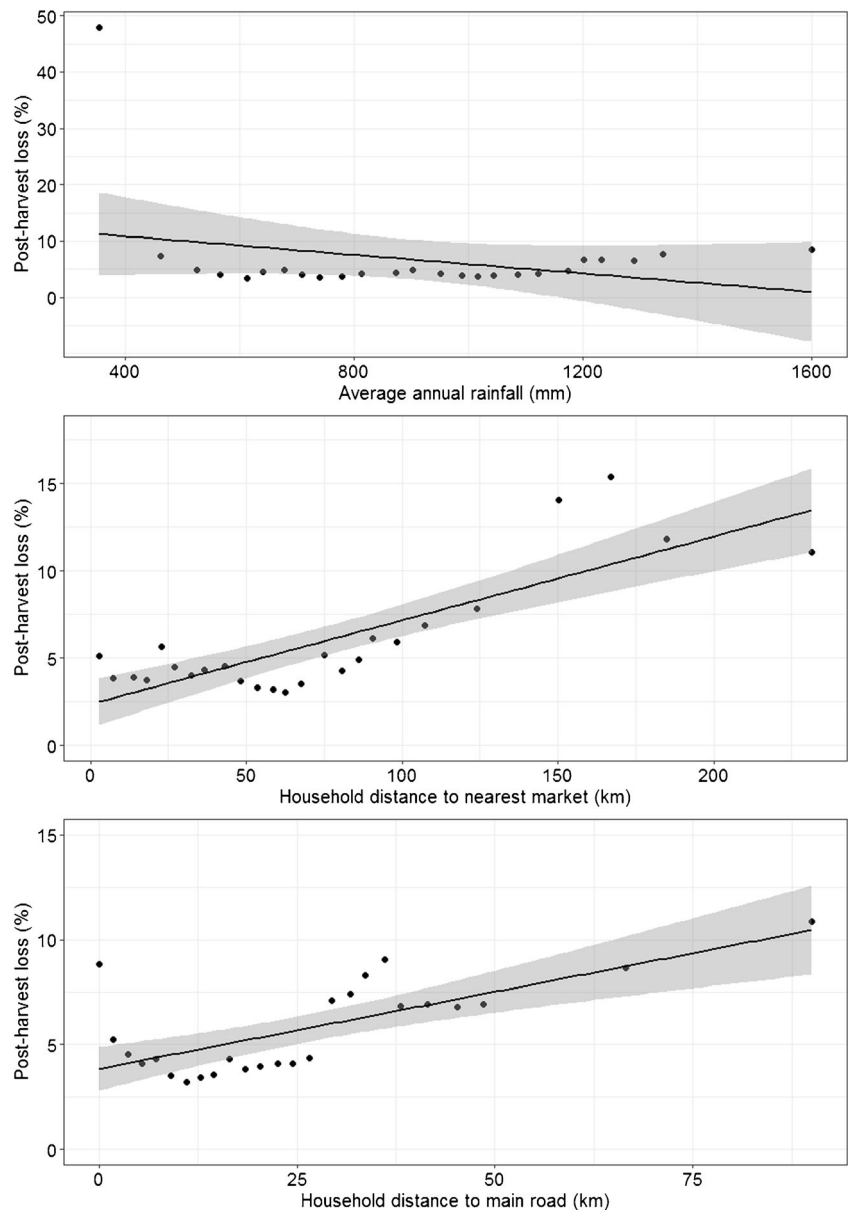 Post-harvest loss (%)
50
40
30
20
10
0
400 800 1200 1600
Average annual rainfall (mm)
Post-harvest loss (%)
15
10
5
0
0 50 100 150 200
Household distance to nearest market (km)
Post-harvest loss (%)
15
10
5
0
0 25 50 75
Household distance to main road (km)